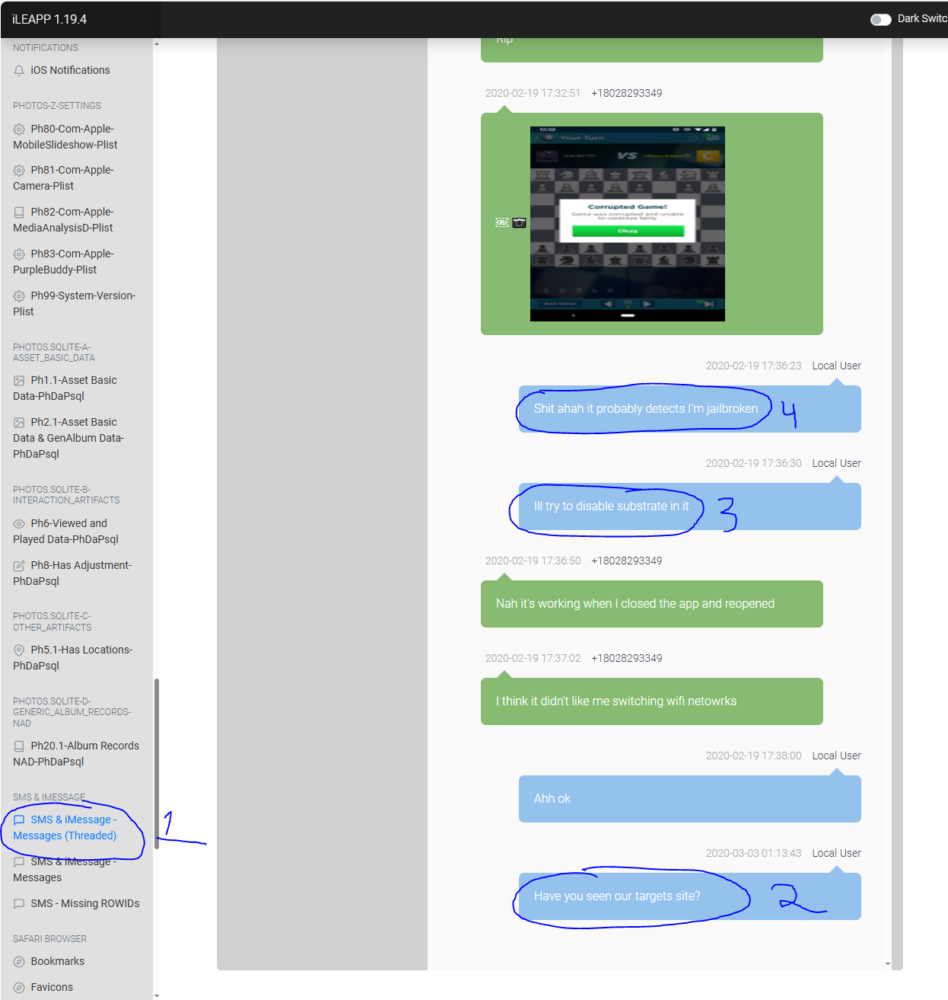 iLEAPP 1.19.4
Dark Switc
NOTIFICATIONS
iOS Notifications
PHOTOS-Z-SETTINGS
Ph80-Com-Apple-
MobileSlideshow-Plist
Ph81-Com-Apple-
Camera-Plist
Ph82-Com-Apple-
MediaAnalysisD-Plist
Ph83-Com-Apple-
PurpleBuddy-Plist
Ph99-System-Version-
Plist
PHOTOS.SQLITE-A-
ASSET_BASIC_DATA
Ph1.1-Asset Basic
Data-PhDaPsql
Ph2.1-Asset Basic
Data & GenAlbum Data-
PhDaPsql
PHOTOS.SQLITE-B-
INTERACTION_ARTIFACTS
Ph6-Viewed and
Played Data-PhDaPsql
Ph8-Has Adjustment-
PhDaPsql
PHOTOS.SQLITE-C-
OTHER_ARTIFACTS
Ph5.1-Has Locations-
PhDaPsql
PHOTOS.SQLITE-D-
GENERIC_ALBUM_RECORDS-
NAD
Ph20.1-Album Records
NAD-PhDaPsql
SMS & IMESSAGE
SMS & iMessage -
Messages (Threaded)
1
SMS & iMessage -
Messages
SMS - Missing ROWIDs
SAFARI BROWSER
Bookmarks
Favicons
Rip
2020-02-19 17:32:51 +18028293349
OBJ
12:32
Your Turn
VS
C
Corrupted Game!
Game was corrupted and unable
to continue fairly
Okay
End Game
2020-02-19 17:36:23 Local User
Shit ahah it probably detects I'm jailbroken
4
2020-02-19 17:36:30 Local User
Ill try to disable substrate in it
3
2020-02-19 17:36:50 +18028293349
Nah it's working when I closed the app and reopened
2020-02-19 17:37:02 +18028293349
I think it didn't like me switching wifi netowrks
2020-02-19 17:38:00 Local User
Ahh ok
2020-03-03 01:13:43 Local User
Have you seen our targets site?
2